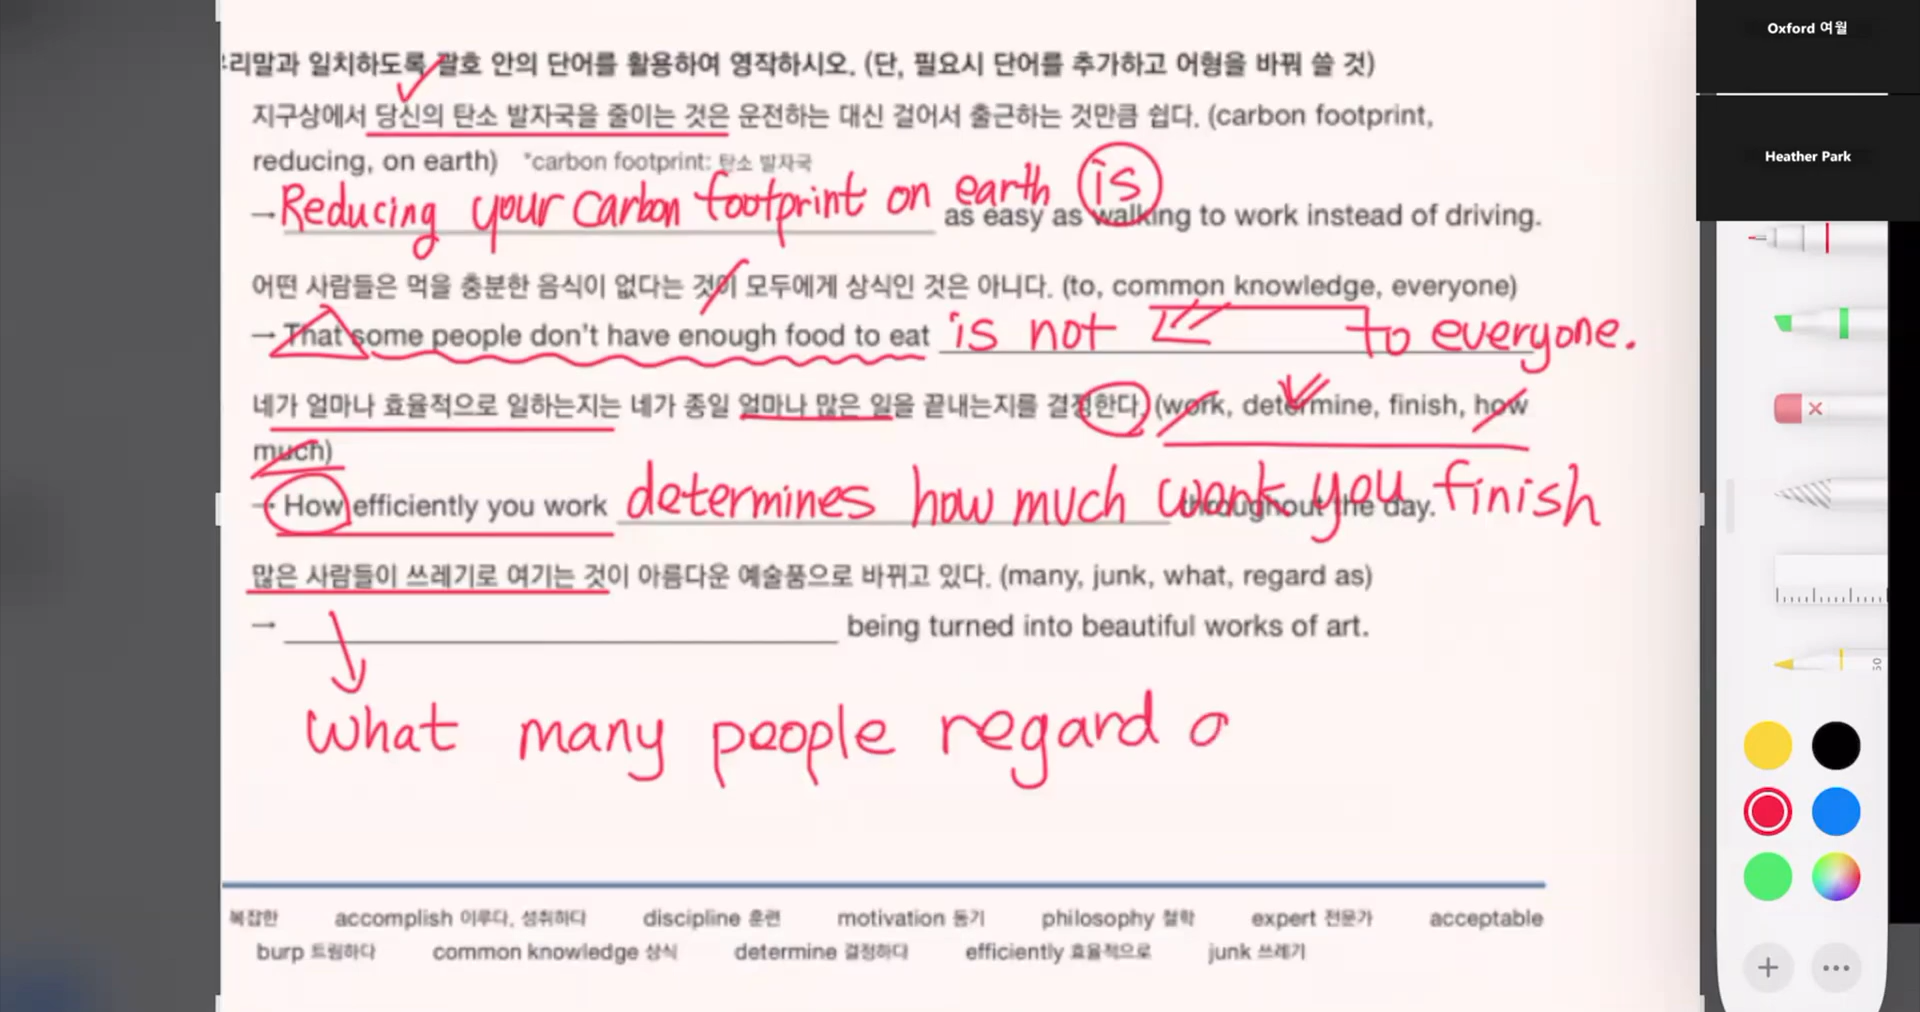 Oxford 여월
Heather Park
우리말과 일치하도록 괄호 안의 단어를 활용하여 영작하시오. (단, 필요시 단어를 추가하고 어형을 바꿔 쓸 것)
지구상에서 당신의 탄소 발자국을 줄이는 것은 운전하는 대신 걸어서 출근하는 것만큼 쉽다. (carbon footprint,
reducing, on earth) *carbon footprint: 탄소 발자국
→ Reducing your carbon footprint on earth is as easy as walking to work instead of driving.
어떤 사람들은 먹을 충분한 음식이 없다는 것이 모두에게 상식인 것은 아니다. (to, common knowledge, everyone)
→ That some people don't have enough food to eat is not to everyone.
네가 얼마나 효율적으로 일하는지는 네가 종일 얼마나 많은 일을 끝내는지를 결정한다. (work, determine, finish, how
much)
→ How efficiently you work determines how much work you finish throughout the day.
많은 사람들이 쓰레기로 여기는 것이 아름다운 예술품으로 바뀌고 있다. (many, junk, what, regard as)
→ being turned into beautiful works of art.
What many people regard a
복잡한 accomplish 이루다, 성취하다 discipline 훈련 motivation 동기 philosophy 철학 expert 전문가 acceptable
burp 트림하다 common knowledge 상식 determine 결정하다 efficiently 효율적으로 junk 쓰레기
50